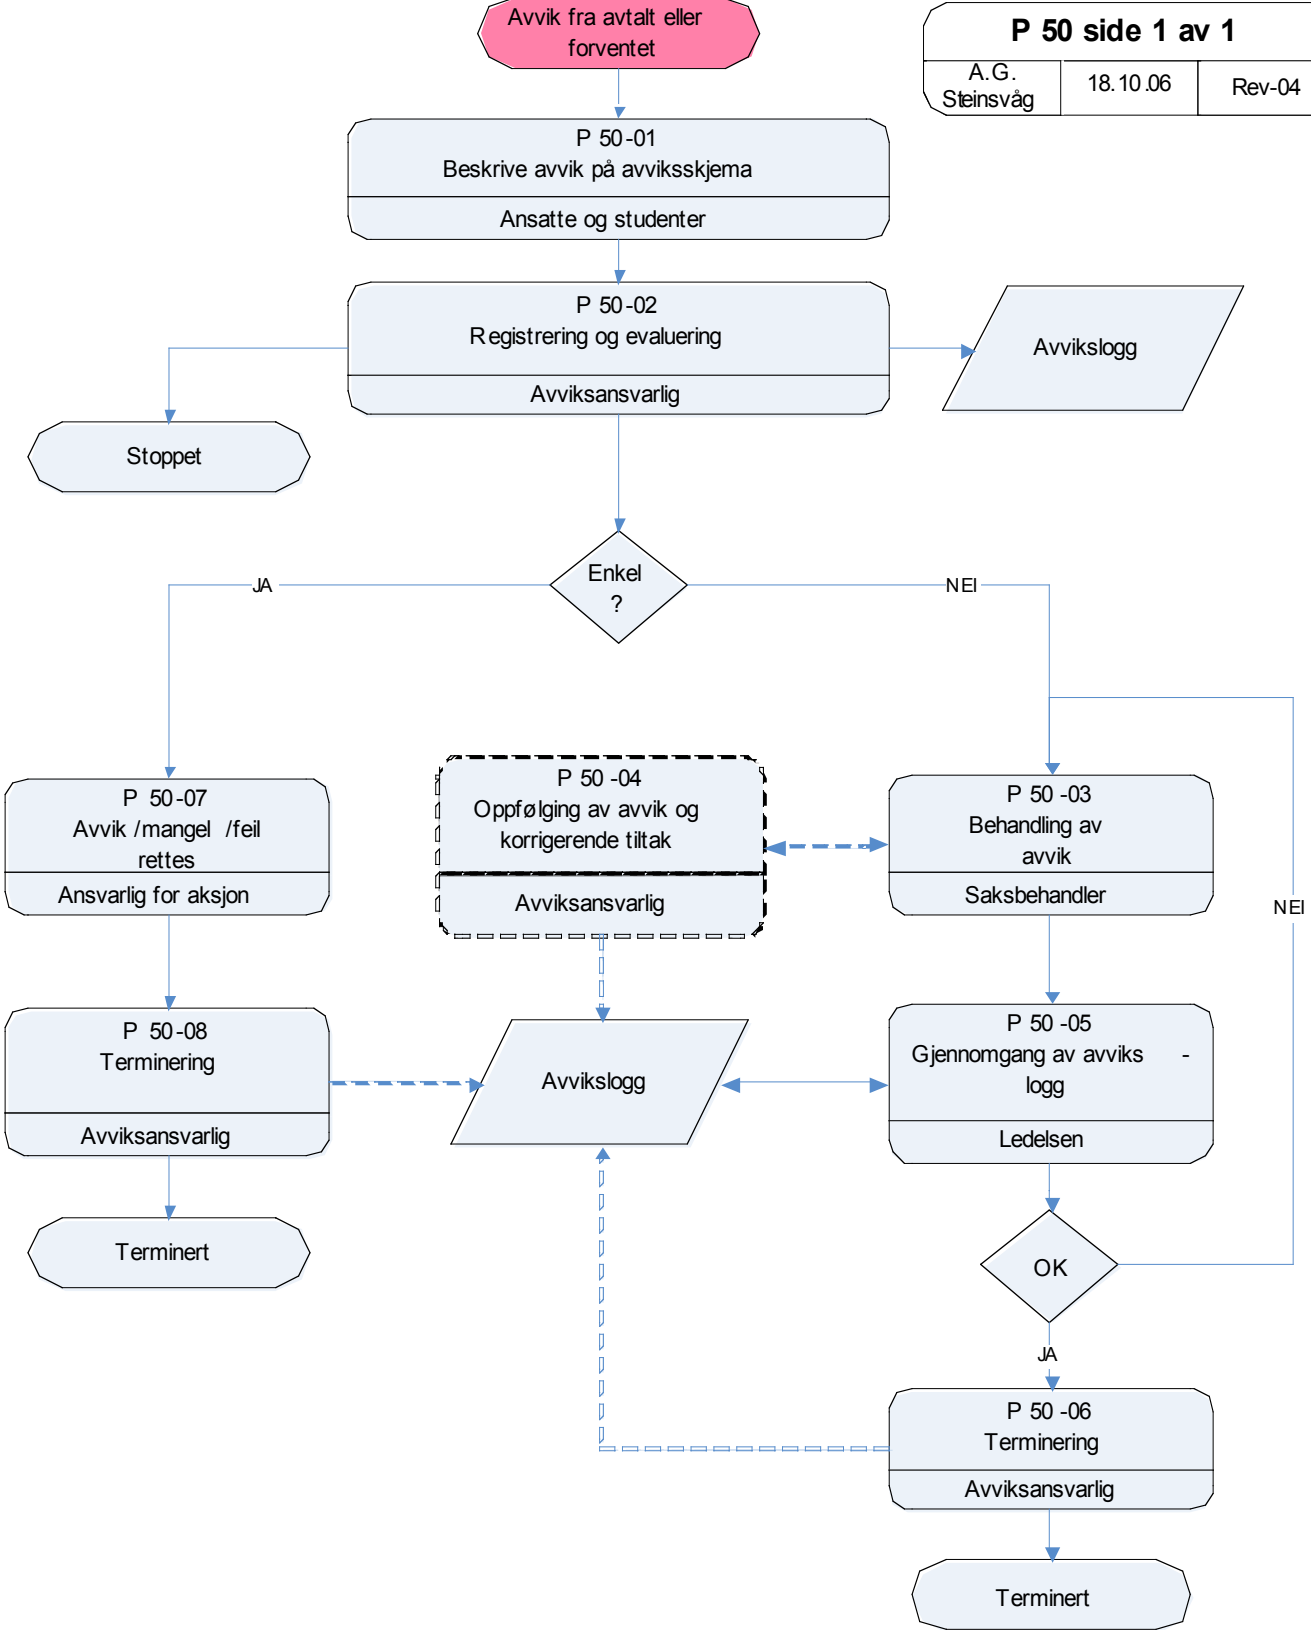 Avvik fra avtalt eller
forventet
P 50 side 1 av 1
A.G.
Steinsvåg
18.10.06
Rev-04
P 50-01
Beskrive avvik på avviksskjema
Ansatte og studenter
P 50-02
Registrering og evaluering
Avviksansvarlig
Avvikslogg
Stoppet
Enkel
?
JA
NEI
P 50-07
Avvik /mangel /feil
rettes
Ansvarlig for aksjon
P 50-04
Oppfølging av avvik og
korrigerende tiltak
Avviksansvarlig
P 50-03
Behandling av
avvik
Saksbehandler
NEI
P 50-08
Terminering
Avviksansvarlig
Avvikslogg
P 50-05
Gjennomgang av avviks -
logg
Ledelsen
Terminert
OK
JA
P 50-06
Terminering
Avviksansvarlig
Terminert